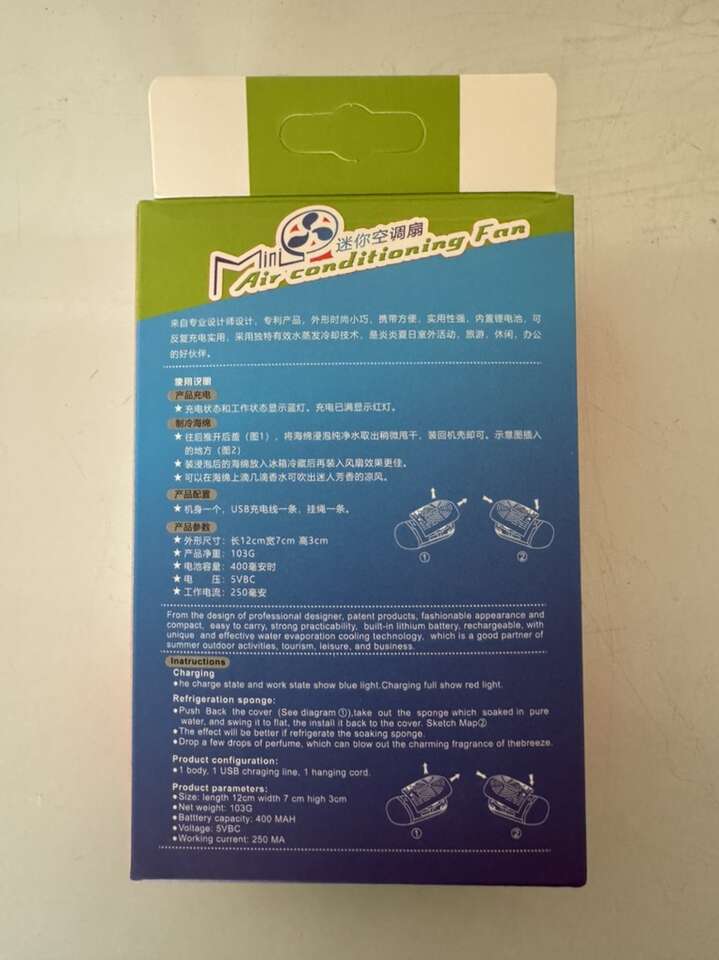 Mini
迷你空调扇
Air conditioning Fan
来自专业设计师设计，专利产品，外形时尚小巧，携带方便，实用性强，内置锂电池，可
反复充电实用，采用独特有效水蒸发冷却技术，是炎炎夏日室外活动，旅游，休闲，办公
的好伙伴。
使用说明
产品充电
★充电状态和工作状态显示蓝灯。充电已满显示红灯。
制冷海绵
★往后推开后盖（图1），将海绵浸泡纯净水取出稍微甩干，装回机壳即可。示意图插入
的地方（图2）
★装浸泡后的海绵放入冰箱冷藏后再装入风扇效果更佳。
★可以在海绵上滴几滴香水可吹出迷人芳香的凉风。
产品配置
★机身一个，USB充电线一条，挂绳一条。
产品参数
★外形尺寸：长12cm宽7cm 高3cm
★产品净重：103G
★电池容量：400毫安时
★电 压：5VBC
★工作电流：250毫安
① ②
From the design of professional designer, patent products, fashionable appearance and
compact, easy to carry, strong practicability, built-in lithium battery, rechargeable, with
unique and effective water evaporation cooling technology, which is a good partner of
summer outdoor activities, tourism, leisure, and business.
Instructions
Charging
●he charge state and work state show blue light.Charging full show red light.
Refrigeration sponge:
●Push Back the cover (See diagram①),take out the sponge which soaked in pure
water, and swing it to flat, the install it back to the cover. Sketch Map②
●The effect will be better if refrigerate the soaking sponge.
●Drop a few drops of perfume, which can blow out the charming fragrance of thebreeze.
Product configuration:
●1 body, 1 USB chraging line, 1 hanging cord.
Product parameters:
●Size: length 12cm width 7 cm high 3cm
●Net weight: 103G
●Batttery capacity: 400 MAH
●Voltage: 5VBC
●Working current: 250 MA
① ②